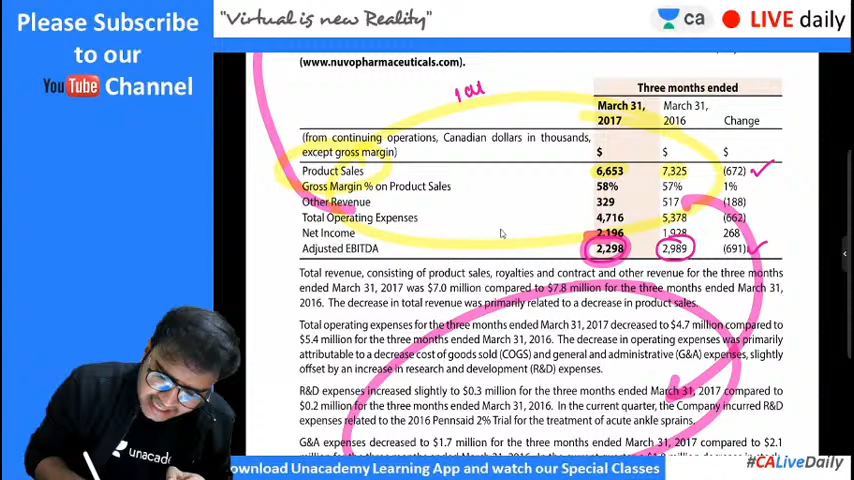 Please Subscribe
to our
YouTube Channel
"Virtual is new Reality"
ca
LIVE daily
(www.nuvopharmaceuticals.com).
Three months ended
March 31, 2017 March 31, 2016 Change
(from continuing operations, Canadian dollars in thousands,
except gross margin) $ $ $
Product Sales 6,653 7,325 (672)
Gross Margin % on Product Sales 58% 57% 1%
Other Revenue 329 517 (188)
Total Operating Expenses 4,716 5,378 (662)
Net Income 2,196 1,928 268
Adjusted EBITDA 2,298 2,989 (691)
Total revenue, consisting of product sales, royalties and contract and other revenue for the three months
ended March 31, 2017 was $7.0 million compared to $7.8 million for the three months ended March 31,
2016. The decrease in total revenue was primarily related to a decrease in product sales.
Total operating expenses for the three months ended March 31, 2017 decreased to $4.7 million compared to
$5.4 million for the three months ended March 31, 2016. The decrease in operating expenses was primarily
attributable to a decrease cost of goods sold (COGS) and general and administrative (G&A) expenses, slightly
offset by an increase in research and development (R&D) expenses.
R&D expenses increased slightly to $0.3 million for the three months ended March 31, 2017 compared to
$0.2 million for the three months ended March 31, 2016. In the current quarter, the Company incurred R&D
expenses related to the 2016 Pennsaid 2% Trial for the treatment of acute ankle sprains.
G&A expenses decreased to $1.7 million for the three months ended March 31, 2017 compared to $2.1
unacade
ownload Unacademy Learning App and watch our Special Classes
#CALiveDaily